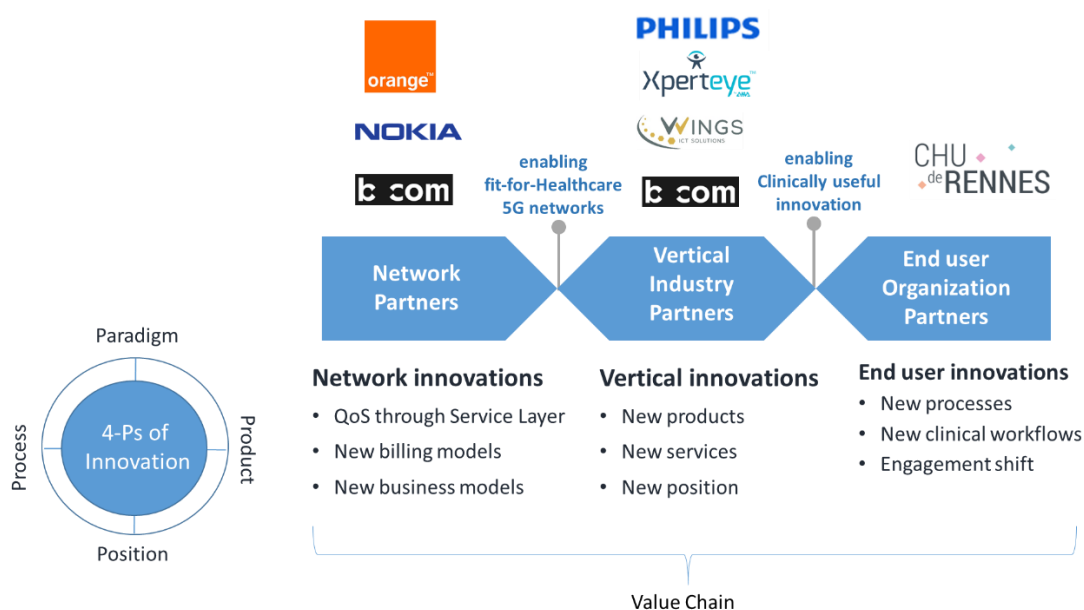 orange™
NOKIA
b com
PHILIPS
Xperteye™
WINGS
ICT SOLUTIONS
b com
CHU
de RENNES
enabling
fit-for-Healthcare
5G networks
enabling
Clinically useful
innovation
Network
Partners
Vertical
Industry
Partners
End user
Organization
Partners
Paradigm
Process
4-Ps of
Innovation
Product
Position
Network innovations
• QoS through Service Layer
• New billing models
• New business models
Vertical innovations
• New products
• New services
• New position
End user innovations
• New processes
• New clinical workflows
• Engagement shift
Value Chain